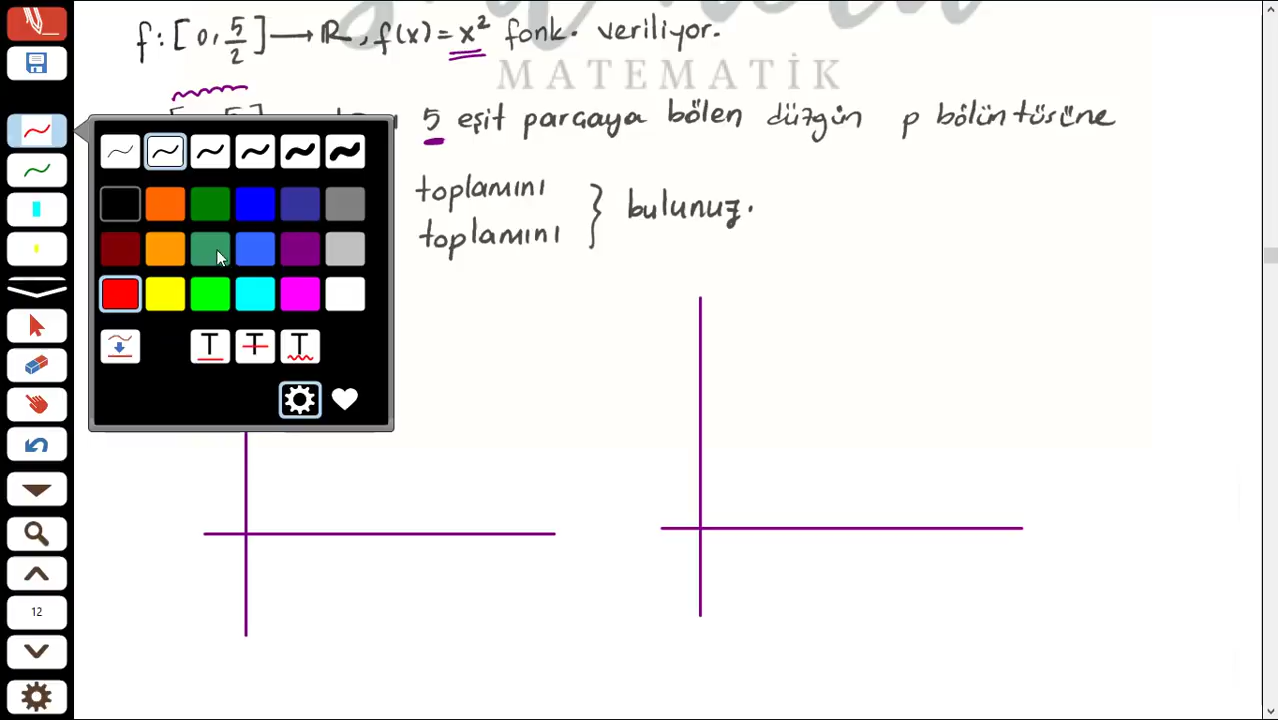 f:[0,5/2]→R, f(x)=x² fonk. veriliyor.
MATEMATİK
5 eşit parçaya bölen düzgün p bölüntüsüne
toplamını
toplamını } bulunuz.
T T T
12